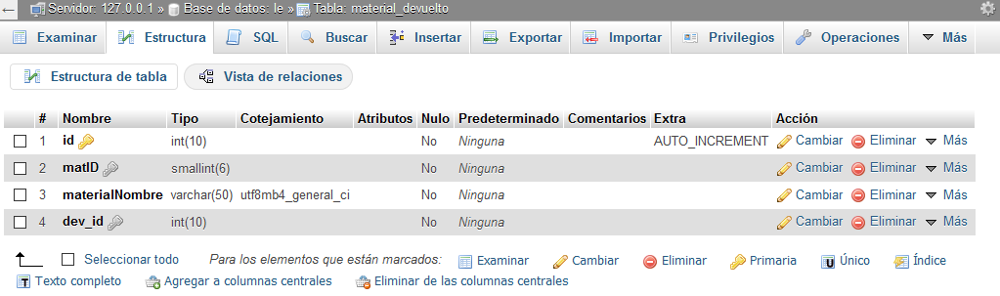 ← Servidor: 127.0.0.1 » Base de datos: le » Tabla: material_devuelto
Examinar Estructura SQL Buscar Insertar Exportar Importar Privilegios Operaciones Más
Estructura de tabla Vista de relaciones
# Nombre Tipo Cotejamiento Atributos Nulo Predeterminado Comentarios Extra Acción
1 id int(10) No Ninguna AUTO_INCREMENT Cambiar Eliminar Más
2 matID smallint(6) No Ninguna Cambiar Eliminar Más
3 materialNombre varchar(50) utf8mb4_general_ci No Ninguna Cambiar Eliminar Más
4 dev_id int(10) No Ninguna Cambiar Eliminar Más
Seleccionar todo Para los elementos que están marcados: Examinar Cambiar Eliminar Primaria Único Índice
Texto completo Agregar a columnas centrales Eliminar de las columnas centrales